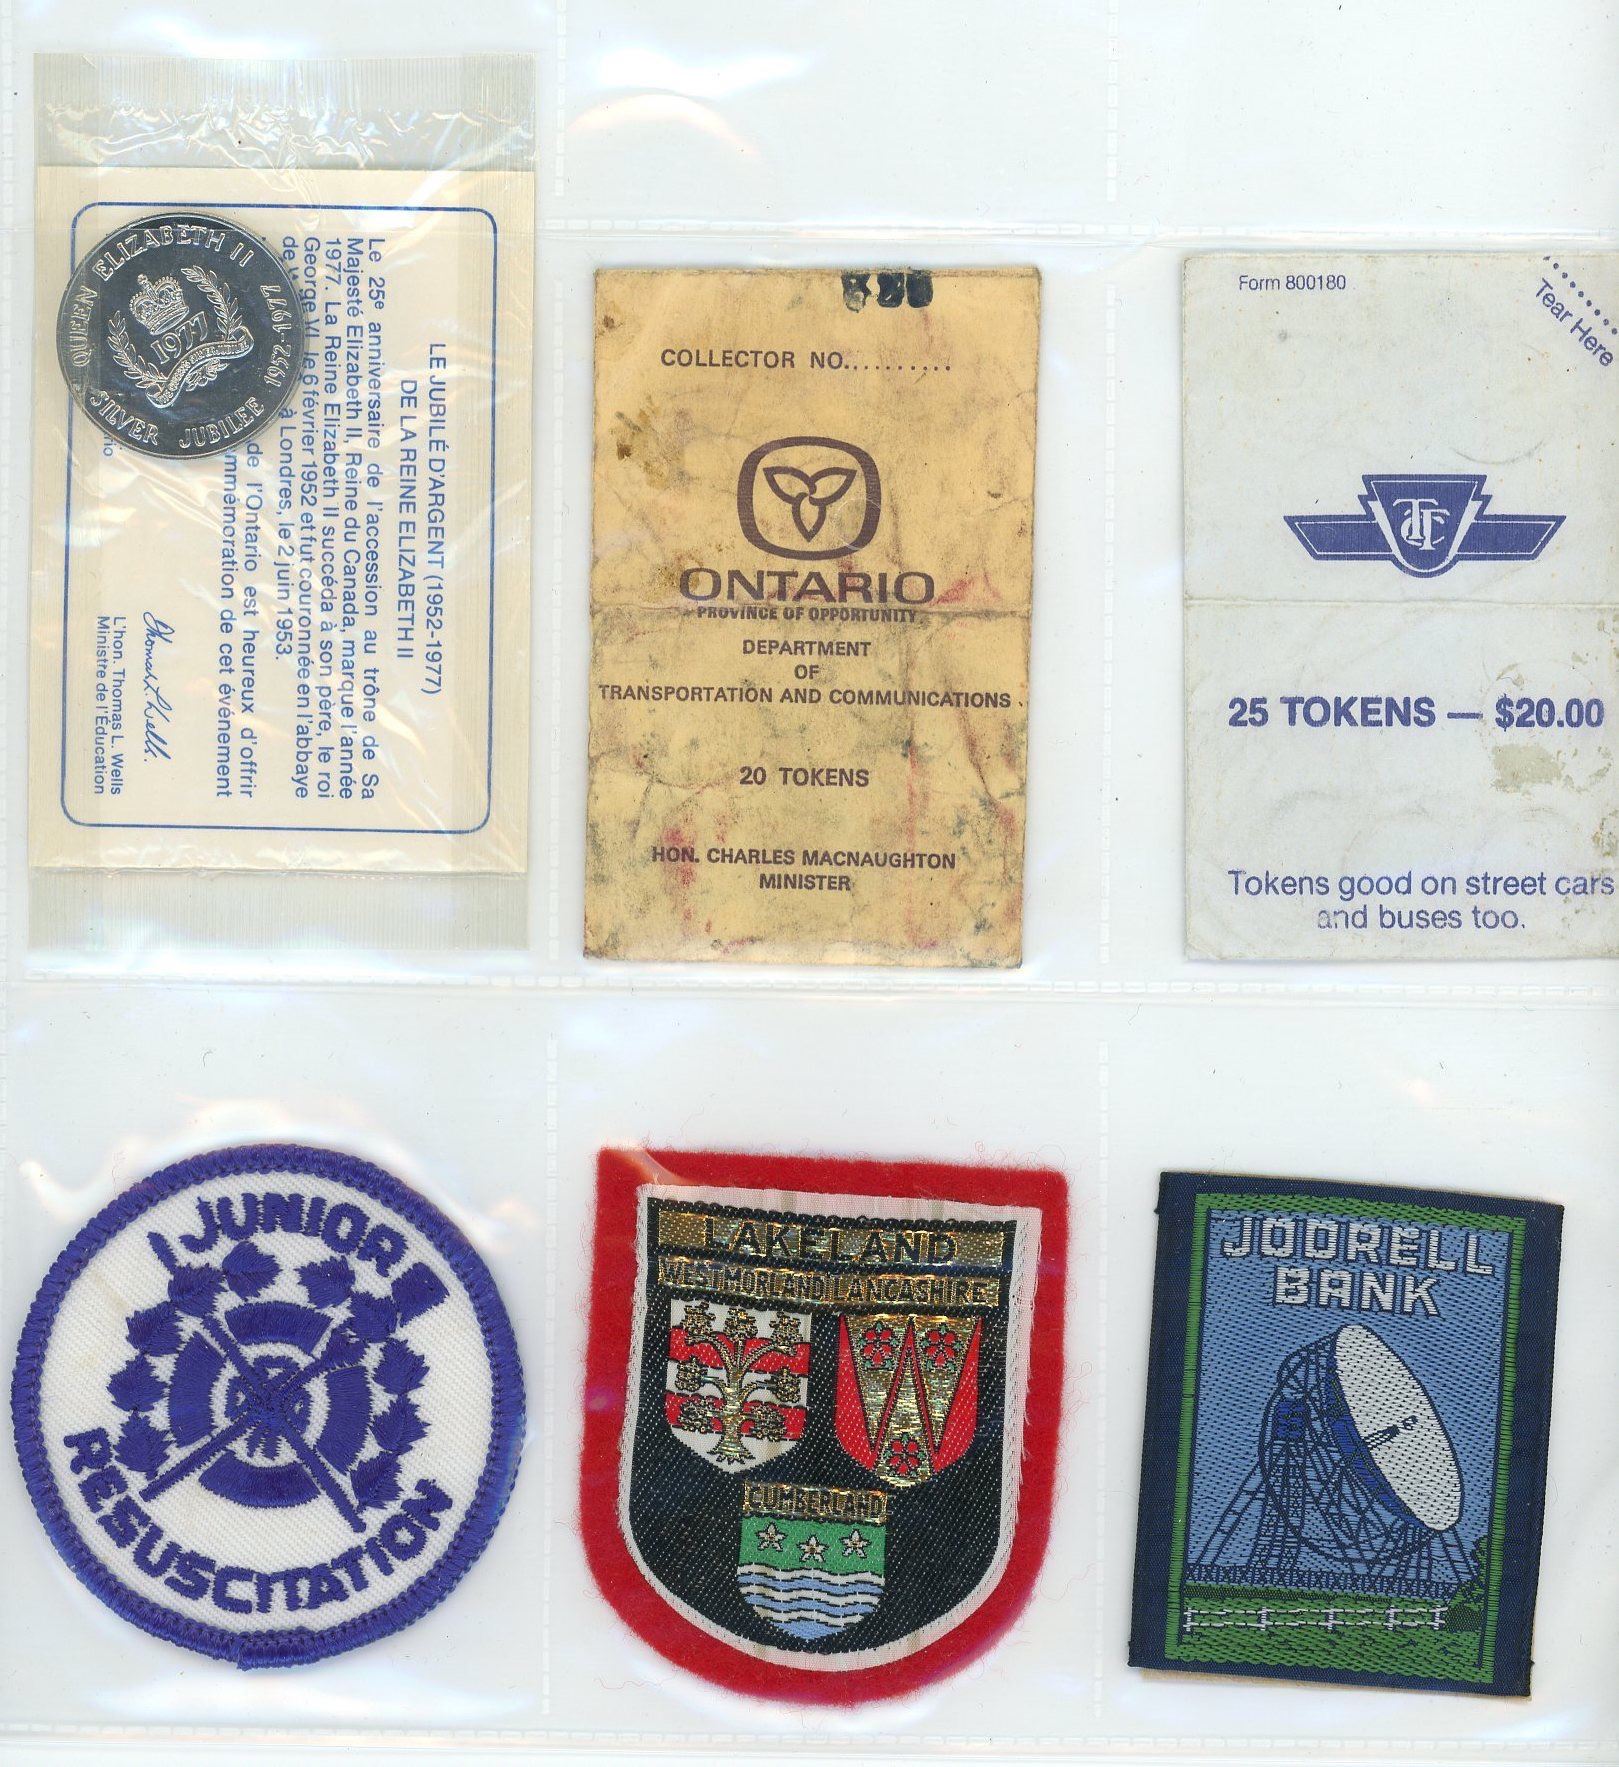 ELIZABETH II
1952-1977
QUEEN
SILVER JUBILEE
1977
LE JUBILÉ D'ARGENT (1952-1977)
DE LA REINE ELIZABETH II
Le 25e anniversaire de l'accession au trône de Sa
Majesté Elizabeth II, Reine du Canada, marque l'année
1977. La Reine Elizabeth II succéda à son père, le roi
George VI, le 6 février 1952 et fut couronnée en l'abbaye
de à Londres, le 2 juin 1953.
de l'Ontario est heureux d'offrir
mmémoration de cet événement
rio
Thomas L. Wells.
L'hon. Thomas L. Wells
Ministre de l'Éducation
COLLECTOR NO..........
ONTARIO
PROVINCE OF OPPORTUNITY
DEPARTMENT
OF
TRANSPORTATION AND COMMUNICATIONS
20 TOKENS
HON. CHARLES MACNAUGHTON
MINISTER
Form 800180
Tear Here
TTC
25 TOKENS — $20.00
Tokens good on street cars
and buses too.
JUNIOR
RESUSCITATION
LAKELAND
WESTMORLAND LANCASHIRE
CUMBERLAND
JODRELL
BANK